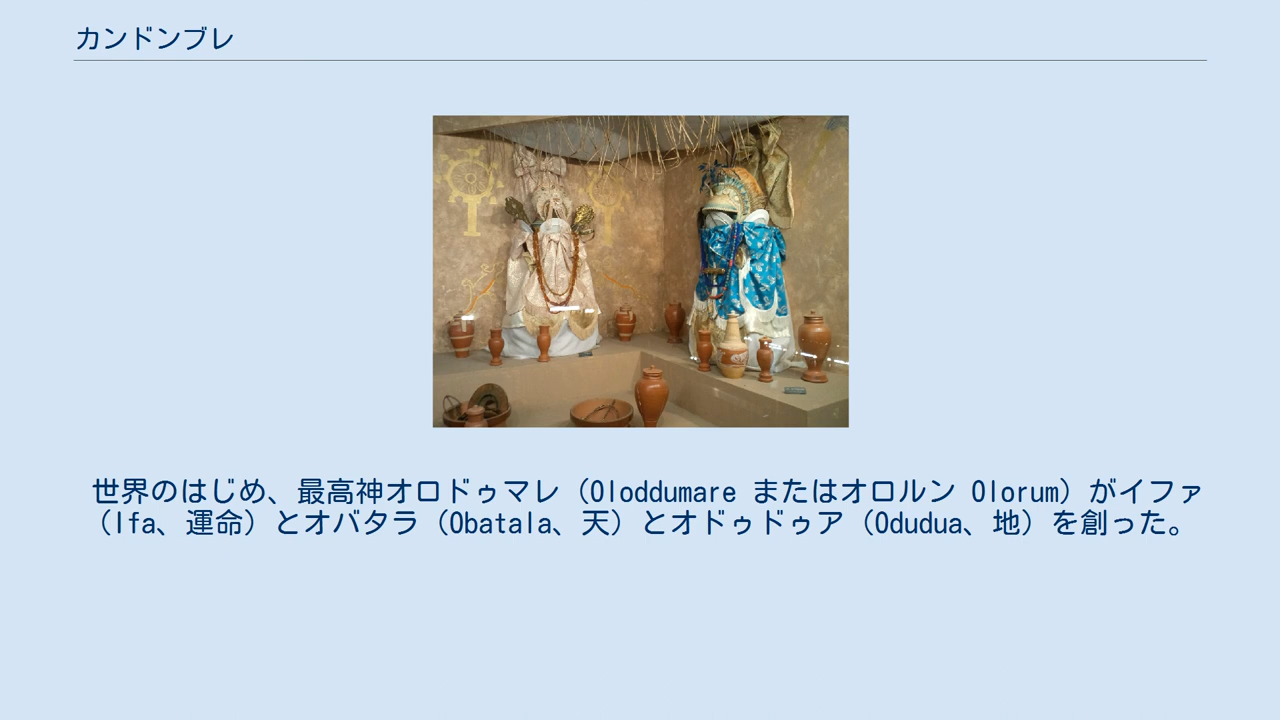 カンドンブレ
世界のはじめ、最高神オロドゥマレ（Oloddumare またはオロルン Olorum）がイファ
（Ifa、運命）とオバタラ（Obatala、天）とオドゥドゥア（Odudua、地）を創った。